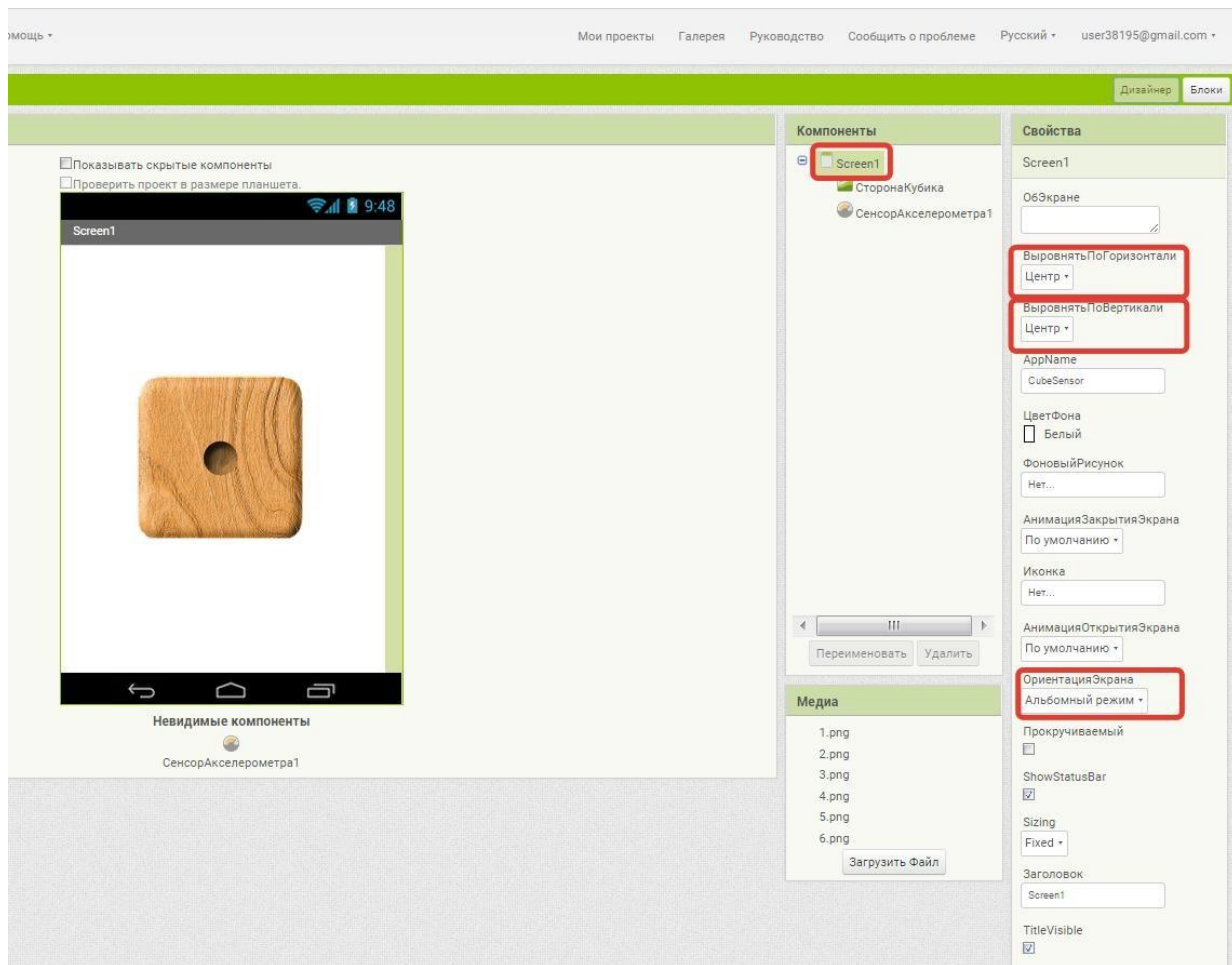 Мои проекты Галерея Руководство Сообщить о проблеме Русский user38195@gmail.com
Дизайнер Блоки
Показывать скрытые компоненты
Проверить проект в размере планшета.
9:48
Screen1
Невидимые компоненты
СенсорАкселерометра1
Компоненты
Screen1
СторонаКубика
СенсорАкселерометра1
Переименовать Удалить
Медиа
1.png
2.png
3.png
4.png
5.png
6.png
Загрузить Файл
Свойства
Screen1
ОбЭкране
ВыровнятьПоГоризонтали
Центр
ВыровнятьПоВертикали
Центр
AppName
CubeSensor
ЦветФона
Белый
ФоновыйРисунок
Нет...
АнимацияЗакрытияЭкрана
По умолчанию
Иконка
Нет...
АнимацияОткрытияЭкрана
По умолчанию
ОриентацияЭкрана
Альбомный режим
Прокручиваемый
ShowStatusBar
Sizing
Fixed
Заголовок
Screen1
TitleVisible